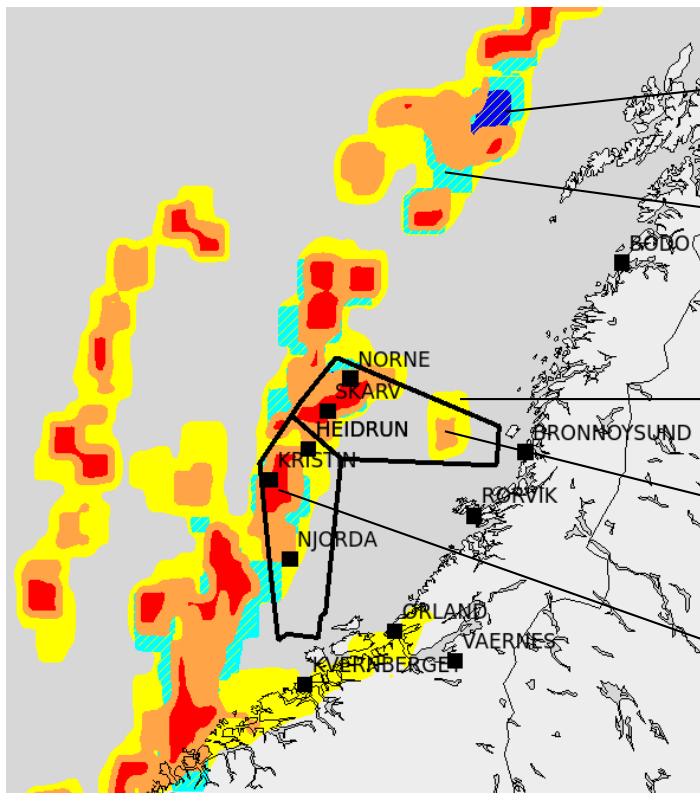 BODO
NORNE
SKARV
HEIDRUN
BRONNOYSUND
KRISTIN
RORVIK
NJORDA
ORLAND
VAERNES
KVERNBERGET